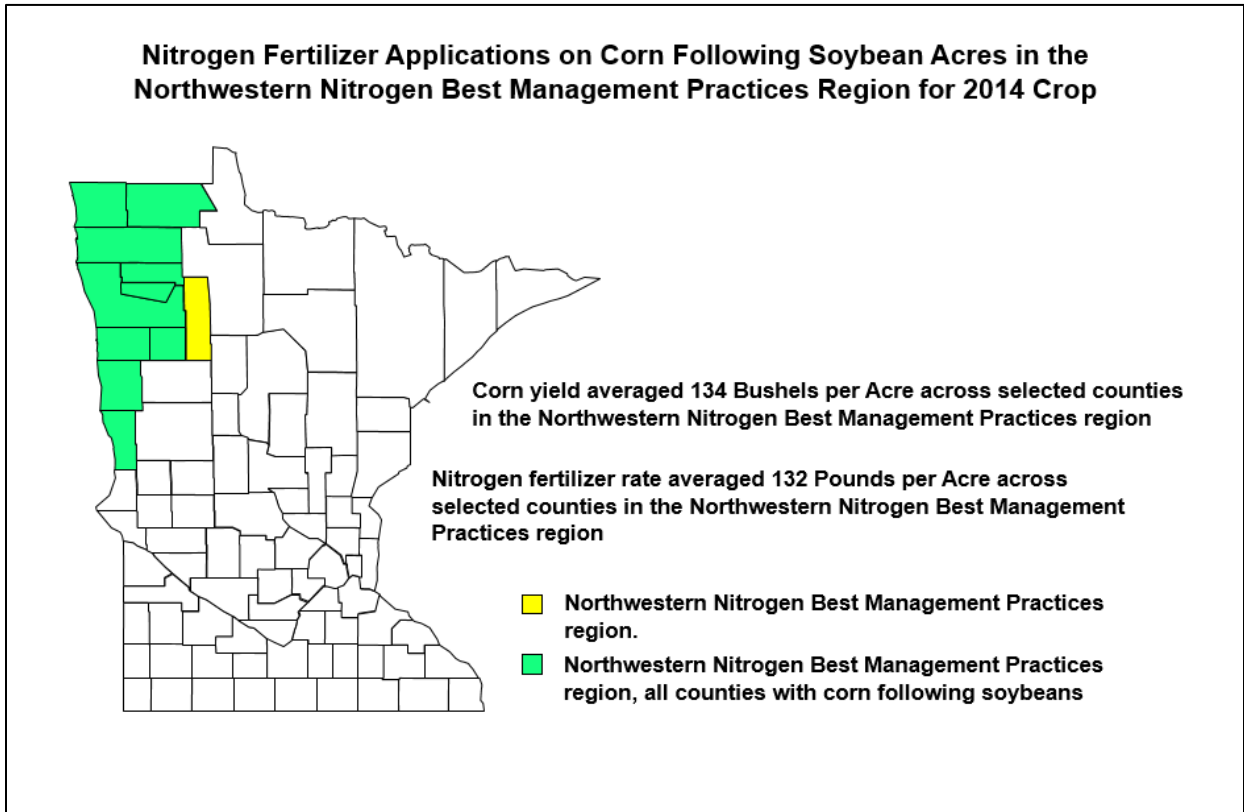 Nitrogen Fertilizer Applications on Corn Following Soybean Acres in the
Northwestern Nitrogen Best Management Practices Region for 2014 Crop
Corn yield averaged 134 Bushels per Acre across selected counties
in the Northwestern Nitrogen Best Management Practices region
Nitrogen fertilizer rate averaged 132 Pounds per Acre across
selected counties in the Northwestern Nitrogen Best Management
Practices region
Northwestern Nitrogen Best Management Practices
region.
Northwestern Nitrogen Best Management Practices
region, all counties with corn following soybeans